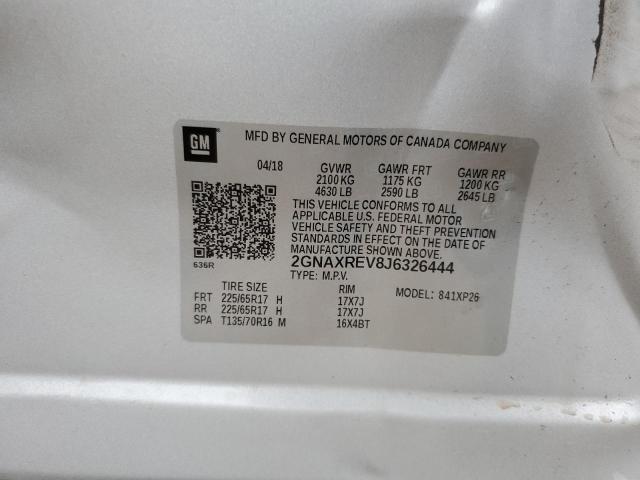 GM
MFD BY GENERAL MOTORS OF CANADA COMPANY
04/18 GVWR GAWR FRT GAWR RR
2100 KG 1175 KG 1200 KG
4630 LB 2590 LB 2645 LB
THIS VEHICLE CONFORMS TO ALL
APPLICABLE U.S. FEDERAL MOTOR
VEHICLE SAFETY AND THEFT PREVENTION
STANDARDS IN EFFECT ON THE DATE OF
MANUFACTURE SHOWN ABOVE.
636R 2GNAXREV8J6326444
TYPE: M.P.V.
TIRE SIZE RIM MODEL: 841XP26
FRT 225/65R17 H 17X7J
RR 225/65R17 H 17X7J
SPA T135/70R16 M 16X4BT